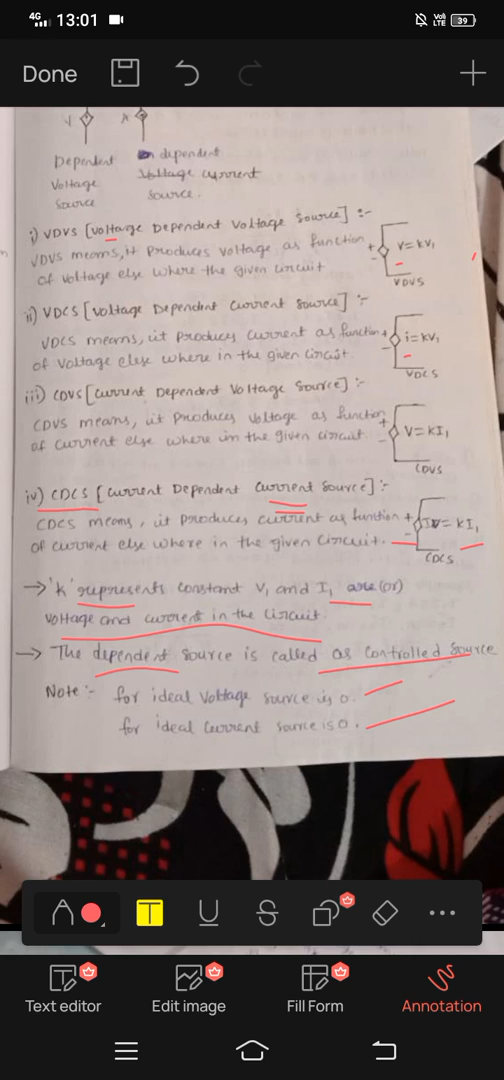 4G 13:01 Vo) LTE 39
Done
V A
Dependent dependent
Voltage Voltage current
Source source.
i) VDVS [Voltage Dependent Voltage Source] :-
VDVS means, it produces voltage as function
of voltage else where the given circuit
+ V=KV₁
VDVS
ii) VDCS [Voltage Dependent Current Source] :-
VDCS means, it produces current as function
of Voltage else where in the given circuit.
+ i=KV₁
VDCS
iii) CDVS [Current Dependent Voltage Source] :-
CDVS means, it produces Voltage as function
of current else where in the given circuit.
+ V=KI₁
CDVS
iv) CDCS [Current Dependent Current Source] :-
CDCS means, it produces current as function
of current else where in the given circuit.
+ = KI₁
CDCS
→ 'k' represents constant V₁ and I₁ are (or)
voltage and current in the circuit.
→ The dependent source is called as controlled source
Note :- for ideal Voltage source is 0.
for ideal current source is 0.
T U S
Text editor Edit image Fill Form Annotation